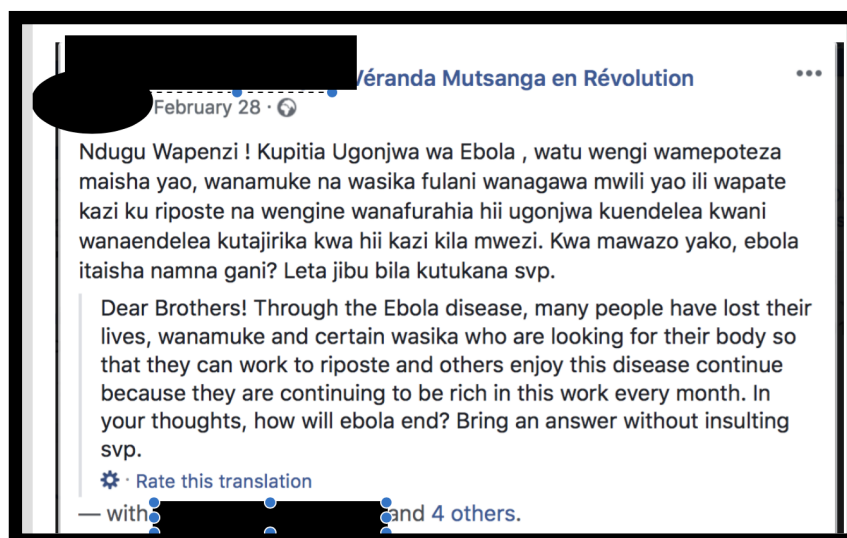 Véranda Mutsanga en Révolution
February 28 ·
Ndugu Wapenzi ! Kupitia Ugonjwa wa Ebola , watu wengi wamepoteza
maisha yao, wanamuke na wasika fulani wanagawa mwili yao ili wapate
kazi ku riposte na wengine wanafurahia hii ugonjwa kuendelea kwani
wanaendelea kutajirika kwa hii kazi kila mwezi. Kwa mawazo yako, ebola
itaisha namna gani? Leta jibu bila kutukana svp.
Dear Brothers! Through the Ebola disease, many people have lost their
lives, wanamuke and certain wasika who are looking for their body so
that they can work to riposte and others enjoy this disease continue
because they are continuing to be rich in this work every month. In
your thoughts, how will ebola end? Bring an answer without insulting
svp.
· Rate this translation
— with and 4 others.